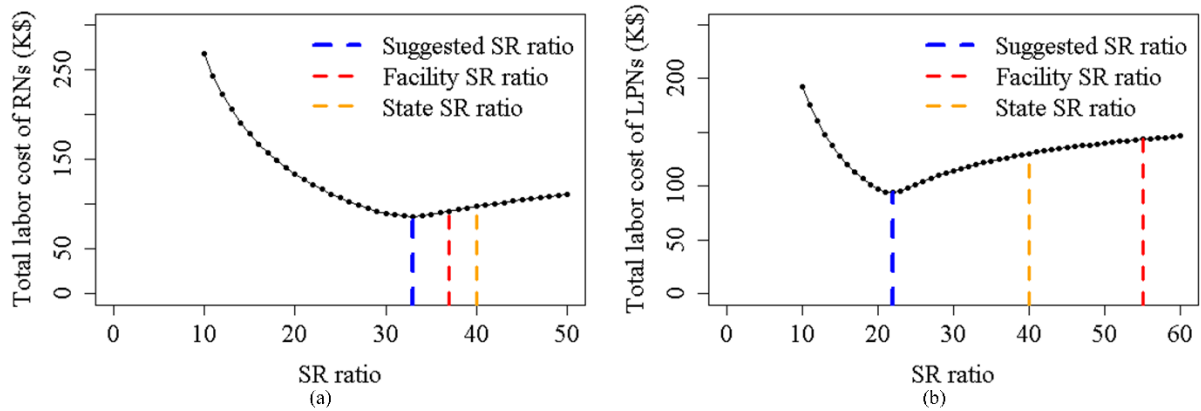 Total labor cost of RNs (K$)
250
150
50
0
Suggested SR ratio
Facility SR ratio
State SR ratio
0 10 20 30 40 50
SR ratio
(a)
Total labor cost of LPNs (K$)
200
100
50
0
Suggested SR ratio
Facility SR ratio
State SR ratio
0 10 20 30 40 50 60
SR ratio
(b)